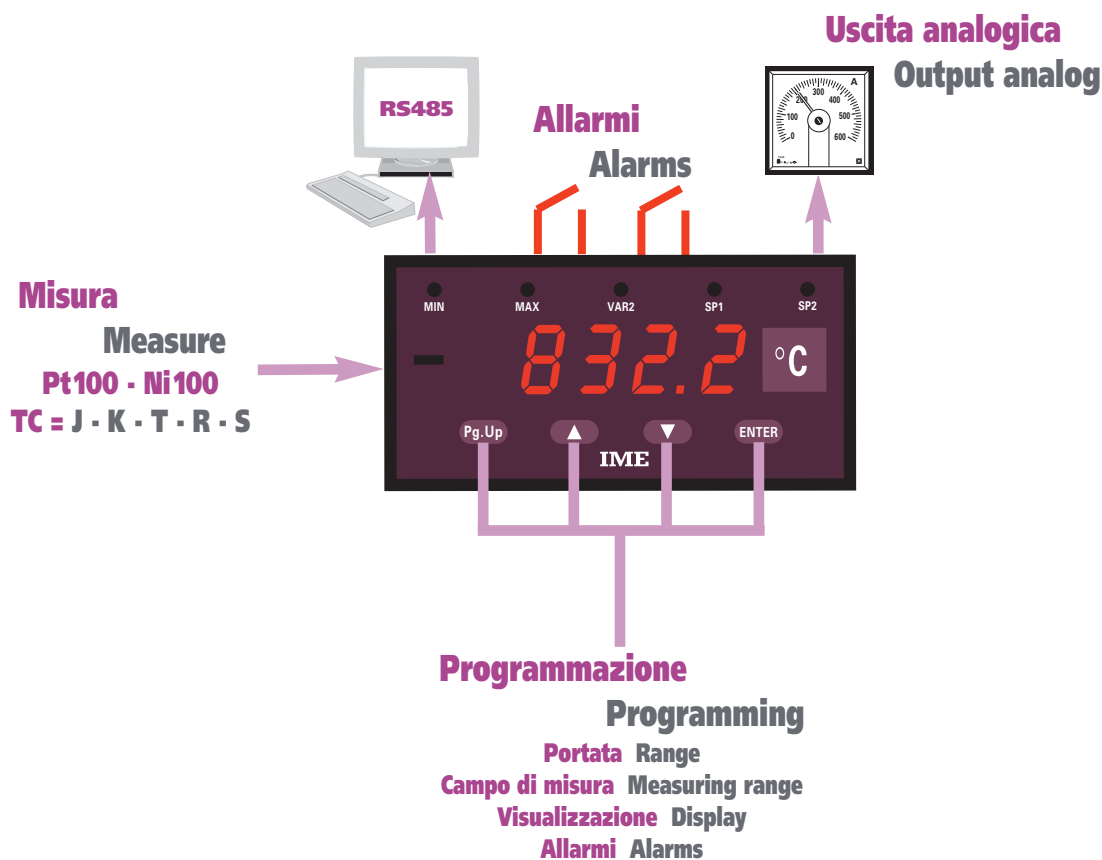 Uscita analogica
Output analog
RS485
A
0
100
200
300
400
500
600
Allarmi
Alarms
Misura
Measure
Pt100 - Ni100
TC = J - K - T - R - S
MIN MAX VAR2 SP1 SP2
832.2 °C
Pg.Up ▲ ▼ ENTER
IME
Programmazione
Programming
Portata Range
Campo di misura Measuring range
Visualizzazione Display
Allarmi Alarms